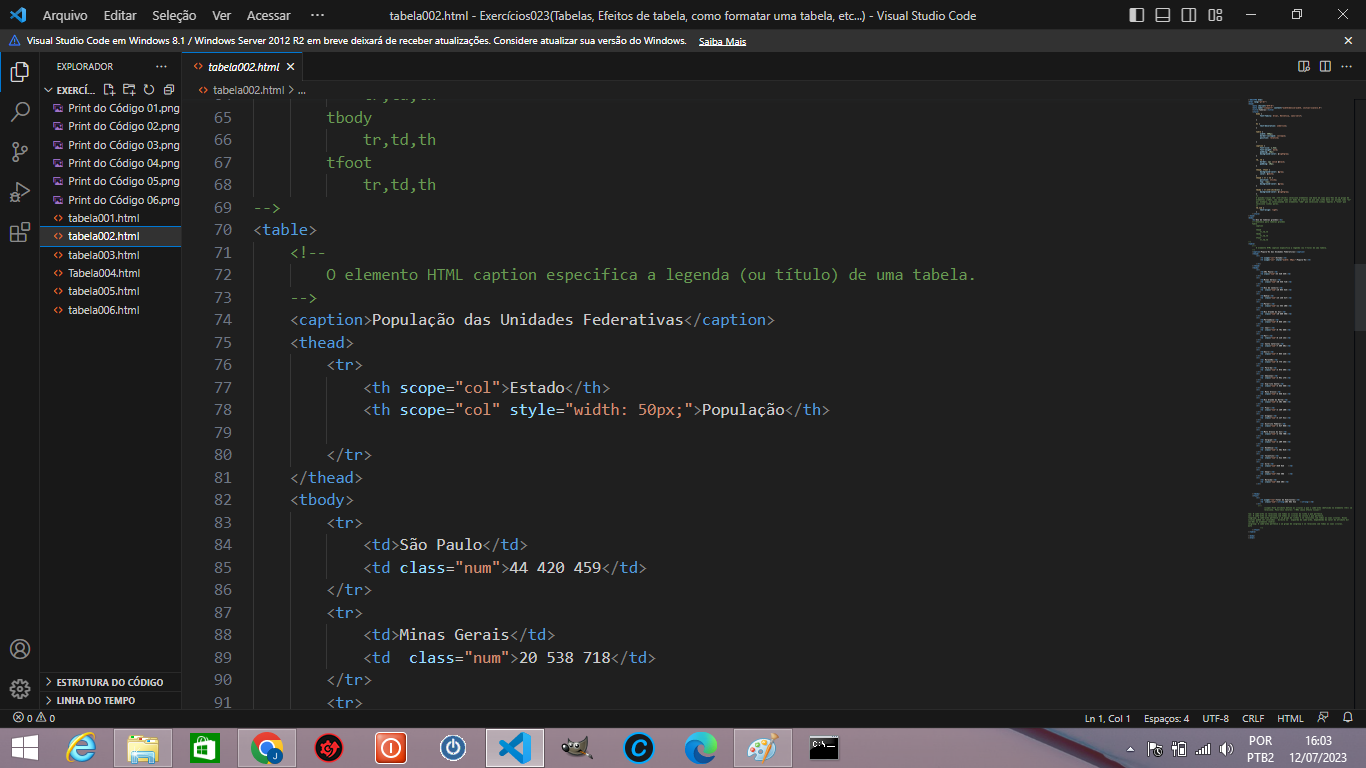 Arquivo Editar Seleção Ver Acessar ··· tabela002.html - Exercícios023(Tabelas, Efeitos de tabela, como formatar uma tabela, etc...) - Visual Studio Code
Visual Studio Code em Windows 8.1 / Windows Server 2012 R2 em breve deixará de receber atualizações. Considere atualizar sua versão do Windows. Saiba Mais
EXPLORADOR ···
EXERCÍ...
Print do Código 01.png
Print do Código 02.png
Print do Código 03.png
Print do Código 04.png
Print do Código 05.png
Print do Código 06.png
tabela001.html
tabela002.html
tabela003.html
Tabela004.html
tabela005.html
tabela006.html
ESTRUTURA DO CÓDIGO
LINHA DO TEMPO
tabela002.html
tabela002.html > ...
65 tbody
66 tr,td,th
67 tfoot
68 tr,td,th
69 -->
70 <table>
71 <!--
72 O elemento HTML caption especifica a legenda (ou título) de uma tabela.
73 -->
74 <caption>População das Unidades Federativas</caption>
75 <thead>
76 <tr>
77 <th scope="col">Estado</th>
78 <th scope="col" style="width: 50px;">População</th>
79
80 </tr>
81 </thead>
82 <tbody>
83 <tr>
84 <td>São Paulo</td>
85 <td class="num">44 420 459</td>
86 </tr>
87 <tr>
88 <td>Minas Gerais</td>
89 <td  class="num">20 538 718</td>
90 </tr>
91 <tr>
0 0 Ln 1, Col 1 Espaços: 4 UTF-8 CRLF HTML
POR 16:03
PTB2 12/07/2023